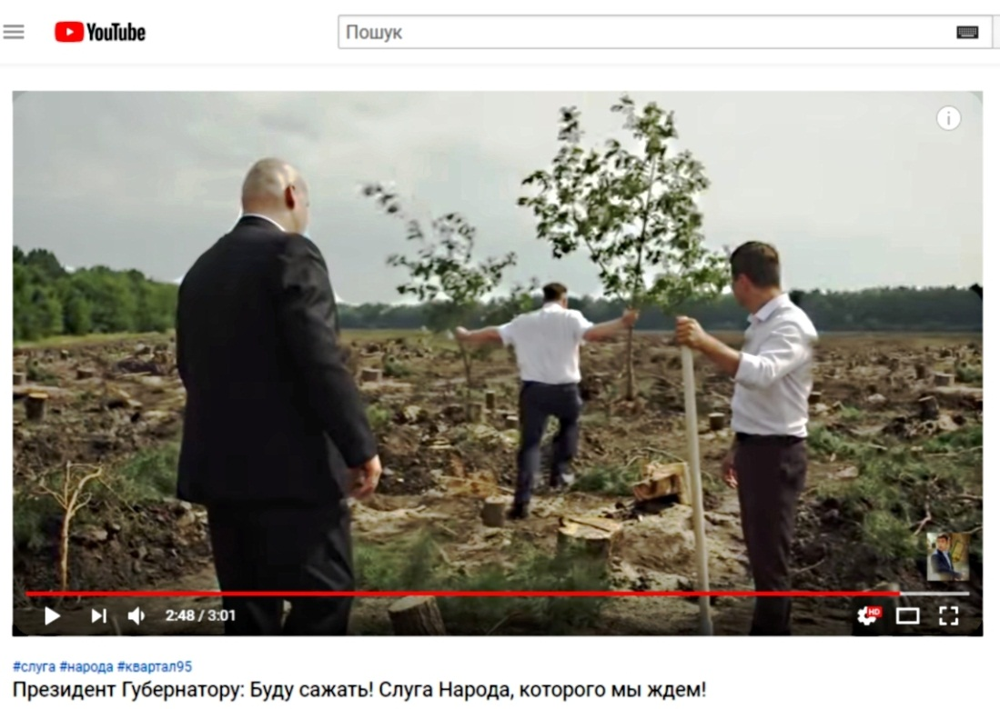 YouTube
Пошук
i
2:48 / 3:01
HD
#слуга #народа #квартал95
Президент Губернатору: Буду сажать! Слуга Народа, которого мы ждем!